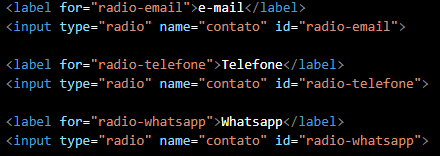 <label for="radio-email">e-mail</label>
<input type="radio" name="contato" id="radio-email">
<label for="radio-telefone">Telefone</label>
<input type="radio" name="contato" id="radio-telefone">
<label for="radio-whatsapp">Whatsapp</label>
<input type="radio" name="contato" id="radio-whatsapp">